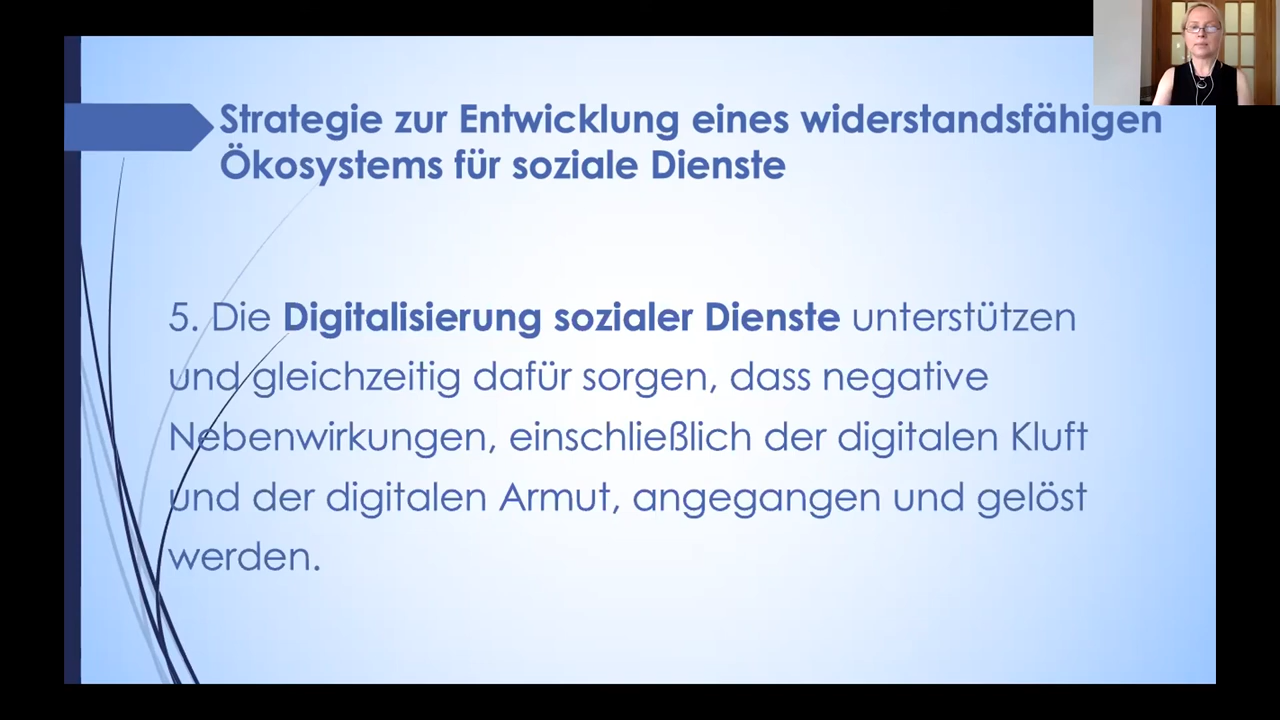 Strategie zur Entwicklung eines widerstandsfähigen
Ökosystems für soziale Dienste
5. Die Digitalisierung sozialer Dienste unterstützen
und gleichzeitig dafür sorgen, dass negative
Nebenwirkungen, einschließlich der digitalen Kluft
und der digitalen Armut, angegangen und gelöst
werden.